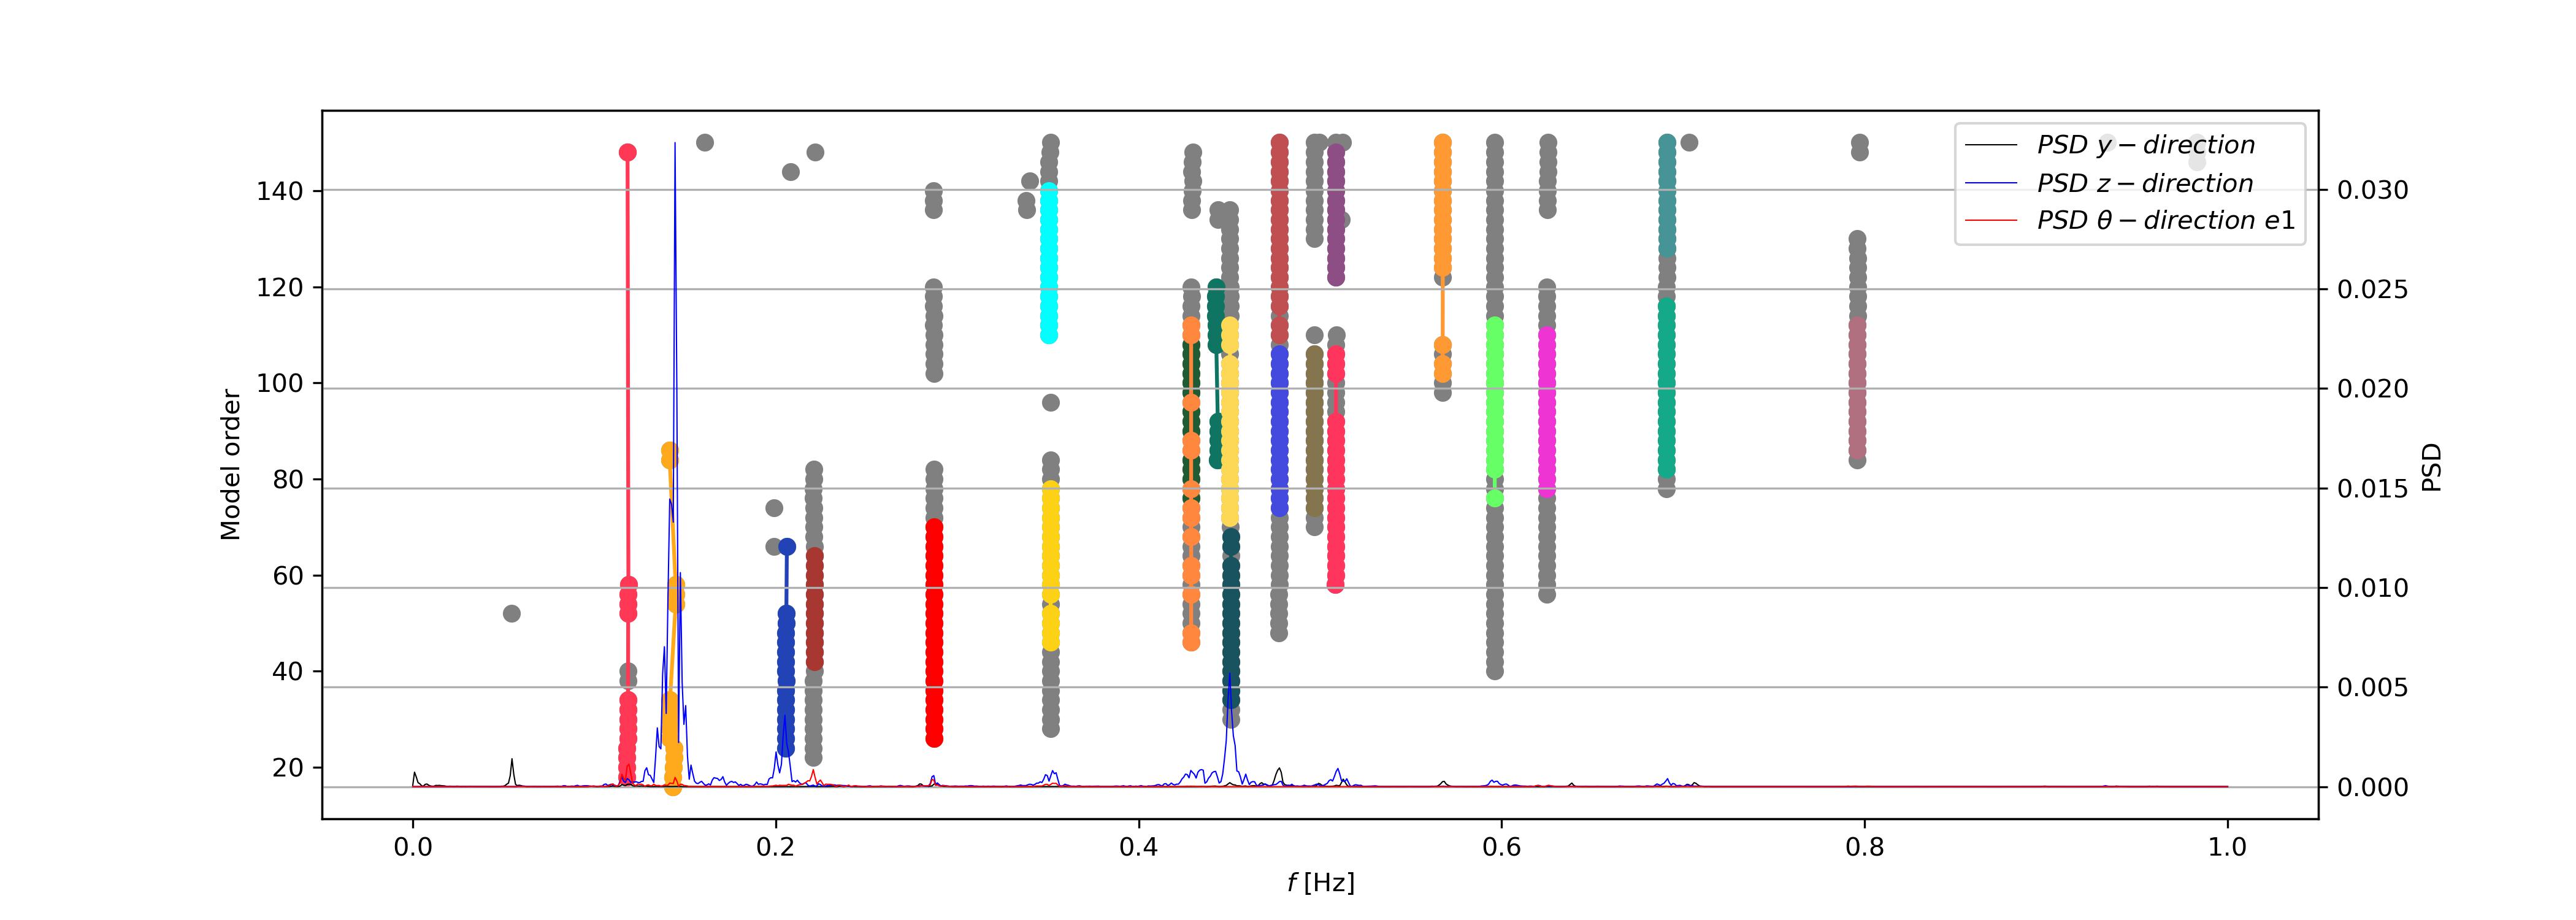 PSD y − direction
PSD z − direction
PSD θ − direction e1
Model order
140
120
100
80
60
40
20
0.030
0.025
0.020
0.015
0.010
0.005
0.000
PSD
0.0 0.2 0.4 0.6 0.8 1.0
f [Hz]